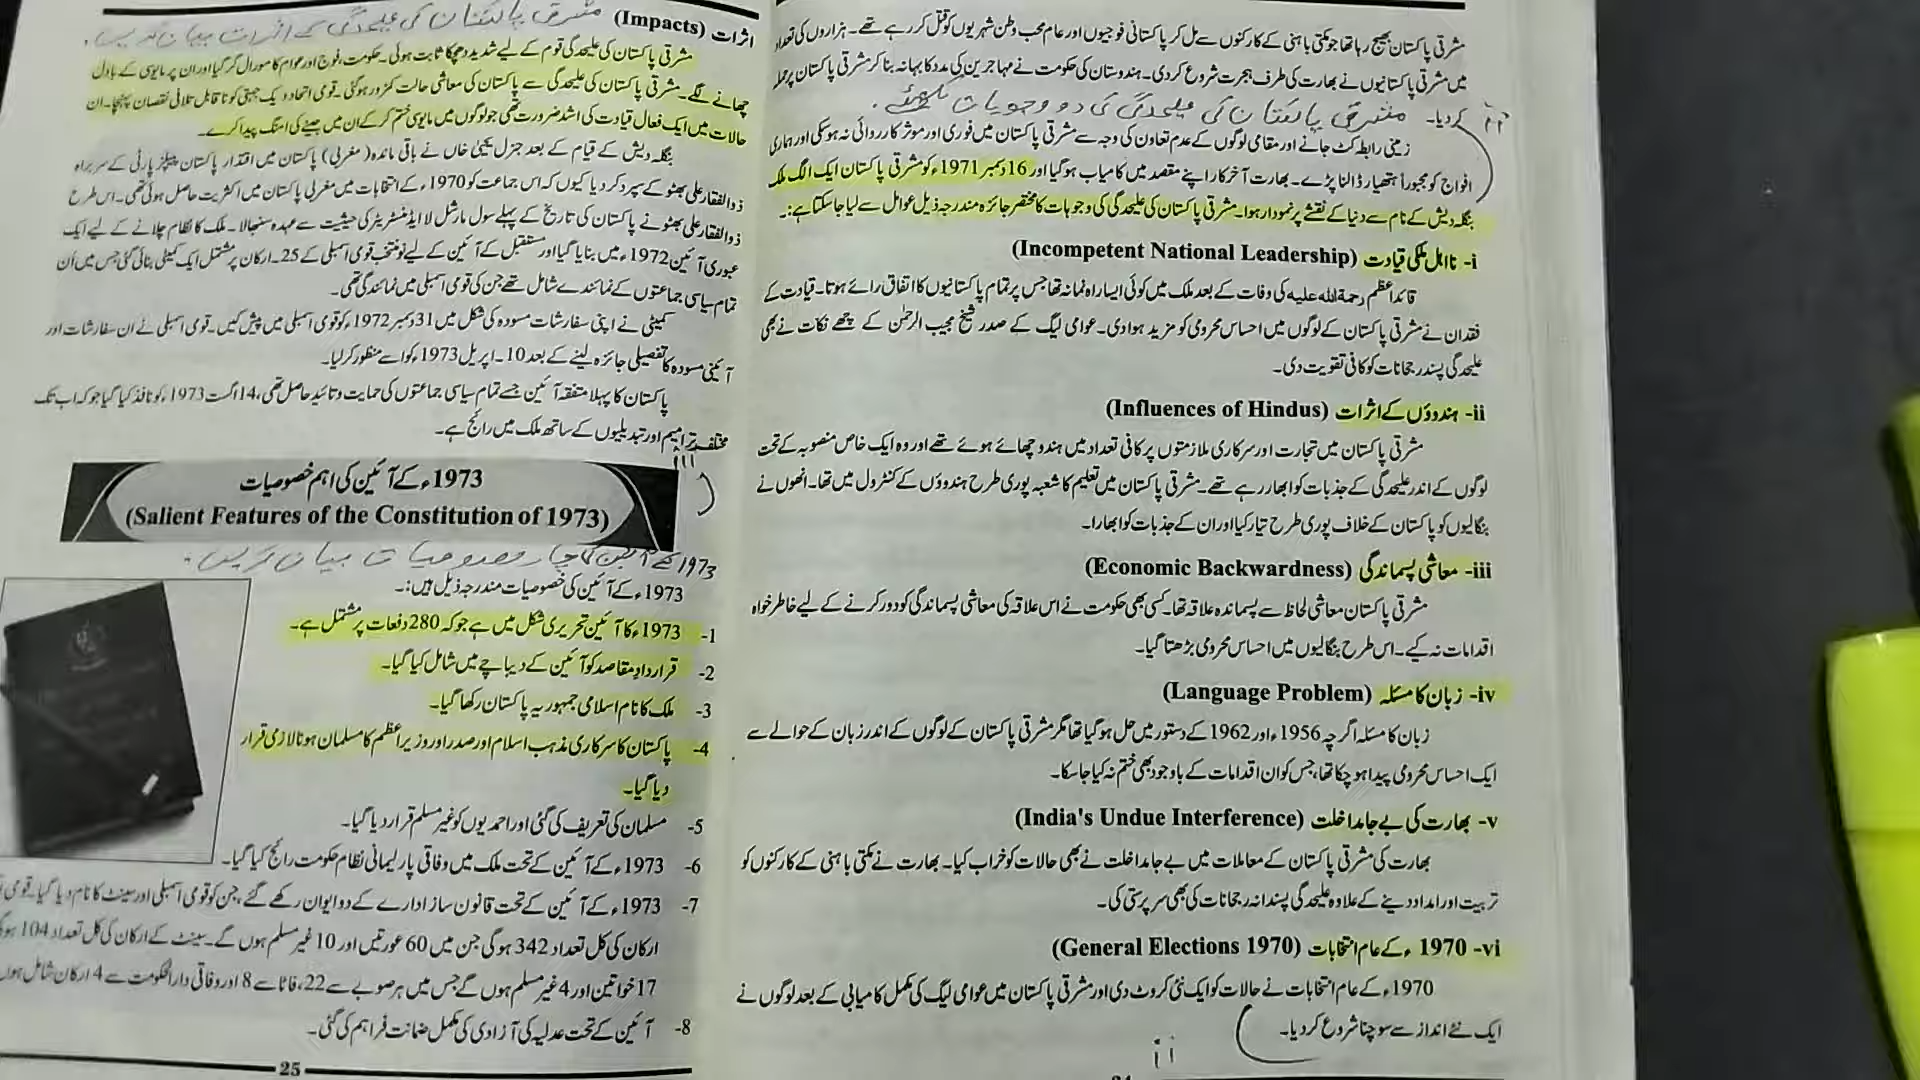 مشرقی پاکستان بھیج رہا تھا جو مکتی باہنی کے کارکنوں سے مل کر پاکستانی فوجیوں اور عام محب وطن شہریوں کو قتل کر رہے تھے۔ ہزاروں کی تعداد
میں مشرقی پاکستانیوں نے بھارت کی طرف ہجرت شروع کر دی۔ ہندوستان کی حکومت نے مہاجرین کی مدد کا بہانہ بنا کر مشرقی پاکستان پر حملہ
کر دیا۔ مشرقی پاکستان کی علیحدگی کی دو وجوہات لکھئے۔
زمینی رابطہ کٹ جانے اور مقامی لوگوں کے عدم تعاون کی وجہ سے مشرقی پاکستان میں فوری اور موثر کارروائی نہ ہو سکی اور ہماری
افواج کو مجبوراً ہتھیار ڈالنا پڑے۔ بھارت آخر کار اپنے مقصد میں کامیاب ہو گیا اور 16 دسمبر 1971ء کو مشرقی پاکستان ایک الگ ملک
بنگلہ دیش کے نام سے دنیا کے نقشے پر نمودار ہوا۔ مشرقی پاکستان کی علیحدگی کی وجوہات کا مختصر جائزہ مندرجہ ذیل عوامل سے لیا جا سکتا ہے:۔
i- نااہل ملکی قیادت (Incompetent National Leadership)
قائداعظم رحمۃ اللہ علیہ کی وفات کے بعد ملک میں کوئی ایسا راہ نما نہ تھا جس پر تمام پاکستانیوں کا اتفاق رائے ہوتا۔ قیادت کے
فقدان نے مشرقی پاکستان کے لوگوں میں احساس محرومی کو مزید ہوا دی۔ عوامی لیگ کے صدر شیخ مجیب الرحمٰن کے چھے نکات نے بھی
علیحدگی پسند رجحانات کو کافی تقویت دی۔
ii- ہندوؤں کے اثرات (Influences of Hindus)
مشرقی پاکستان میں تجارت اور سرکاری ملازمتوں پر کافی تعداد میں ہندو چھائے ہوئے تھے اور وہ ایک خاص منصوبہ کے تحت
لوگوں کے اندر علیحدگی کے جذبات کو ابھار رہے تھے۔ مشرقی پاکستان میں تعلیم کا شعبہ پوری طرح ہندوؤں کے کنٹرول میں تھا۔ انھوں نے
بنگالیوں کو پاکستان کے خلاف پوری طرح تیار کیا اور ان کے جذبات کو ابھارا۔
iii- معاشی پسماندگی (Economic Backwardness)
مشرقی پاکستان معاشی لحاظ سے پسماندہ علاقہ تھا۔ کسی بھی حکومت نے اس علاقہ کی معاشی پسماندگی کو دور کرنے کے لیے خاطر خواہ
اقدامات نہ کیے۔ اس طرح بنگالیوں میں احساس محرومی بڑھتا گیا۔
iv- زبان کا مسئلہ (Language Problem)
زبان کا مسئلہ اگرچہ 1956ء اور 1962 کے دستور میں حل ہو گیا تھا مگر مشرقی پاکستان کے لوگوں کے اندر زبان کے حوالے سے
ایک احساس محرومی پیدا ہو چکا تھا، جس کو ان اقدامات کے باوجود بھی ختم نہ کیا جا سکا۔
v- بھارت کی بے جا مداخلت (India's Undue Interference)
بھارت کی مشرقی پاکستان کے معاملات میں بے جا مداخلت نے بھی حالات کو خراب کیا۔ بھارت نے مکتی باہنی کے کارکنوں کو
تربیت اور امداد دینے کے علاوہ علیحدگی پسندانہ رجحانات کی بھی سرپرستی کی۔
vi- 1970ء کے عام انتخابات (General Elections 1970)
1970ء کے عام انتخابات نے حالات کو ایک نئی کروٹ دی اور مشرقی پاکستان میں عوامی لیگ کی مکمل کامیابی کے بعد لوگوں نے
ایک نئے انداز سے سوچنا شروع کر دیا۔
ii
اثرات (Impacts) مشرقی پاکستان کی علیحدگی کے اثرات بیان کریں۔
مشرقی پاکستان کی علیحدگی قوم کے لیے شدید دھچکا ثابت ہوئی۔ حکومت، فوج اور عوام کا مورال گر گیا اور ان پر مایوسی کے بادل
چھانے لگے۔ مشرقی پاکستان کی علیحدگی سے پاکستان کی معاشی حالت کمزور ہو گئی۔ قومی اتحاد و یک جہتی کو ناقابل تلافی نقصان پہنچا۔ ان
حالات میں ایک فعال قیادت کی اشد ضرورت تھی جو لوگوں میں مایوسی ختم کر کے ان میں جینے کی امنگ پیدا کرے۔
بنگلہ دیش کے قیام کے بعد جنرل یحییٰ خاں نے باقی ماندہ (مغربی) پاکستان میں اقتدار پاکستان پیپلز پارٹی کے سربراہ
ذوالفقار علی بھٹو کے سپرد کر دیا کیوں کہ اس جماعت کو 1970ء کے انتخابات میں مغربی پاکستان میں اکثریت حاصل ہوئی تھی۔ اس طرح
ذوالفقار علی بھٹو نے پاکستان کی تاریخ کے پہلے سول مارشل لا ایڈمنسٹریٹر کی حیثیت سے عہدہ سنبھالا۔ ملک کا نظام چلانے کے لیے ایک
عبوری آئین 1972ء میں بنایا گیا اور مستقبل کے آئین کے لیے نو منتخب قومی اسمبلی کے 25۔ ارکان پر مشتمل ایک کمیٹی بنائی گئی جس میں اُن
تمام سیاسی جماعتوں کے نمائندے شامل تھے جن کی قومی اسمبلی میں نمائندگی تھی۔
کمیٹی نے اپنی سفارشات مسودہ کی شکل میں 31 دسمبر 1972ء کو قومی اسمبلی میں پیش کیں۔ قومی اسمبلی نے ان سفارشات اور
آئینی مسودہ کا تفصیلی جائزہ لینے کے بعد 10۔ اپریل 1973ء کو اسے منظور کر لیا۔
پاکستان کا پہلا متفقہ آئین جسے تمام سیاسی جماعتوں کی حمایت و تائید حاصل تھی، 14 اگست 1973ء کو نافذ کیا گیا جو کہ اب تک
مختلف ترامیم اور تبدیلیوں کے ساتھ ملک میں رائج ہے۔
iii
1973ء کے آئین کی اہم خصوصیات
(Salient Features of the Constitution of 1973)
1973 کے آئین کی چار خصوصیات بیان کریں۔
1973ء کے آئین کی خصوصیات مندرجہ ذیل ہیں:۔
1- 1973ء کا آئین تحریری شکل میں ہے جو کہ 280 دفعات پر مشتمل ہے۔
2- قرارداد مقاصد کو آئین کے دیباچے میں شامل کیا گیا۔
3- ملک کا نام اسلامی جمہوریہ پاکستان رکھا گیا۔
4- پاکستان کا سرکاری مذہب اسلام اور صدر اور وزیر اعظم کا مسلمان ہونا لازمی قرار
دیا گیا۔
5- مسلمان کی تعریف کی گئی اور احمدیوں کو غیر مسلم قرار دیا گیا۔
6- 1973ء کے آئین کے تحت ملک میں وفاقی پارلیمانی نظام حکومت رائج کیا گیا۔
7- 1973ء کے آئین کے تحت قانون ساز ادارے کے دو ایوان رکھے گئے، جن کو قومی اسمبلی اور سینٹ کا نام دیا گیا۔ قومی
ارکان کی کل تعداد 342 ہو گی جن میں 60 عورتیں اور 10 غیر مسلم ہوں گے۔ سینٹ کے ارکان کی کل تعداد 104
17 خواتین اور 4 غیر مسلم ہوں گے جس میں ہر صوبے سے 22، فاٹا سے 8 اور وفاقی دارالحکومت سے 4 ارکان شامل
8- آئین کے تحت عدلیہ کی آزادی کی مکمل ضمانت فراہم کی گئی۔
25